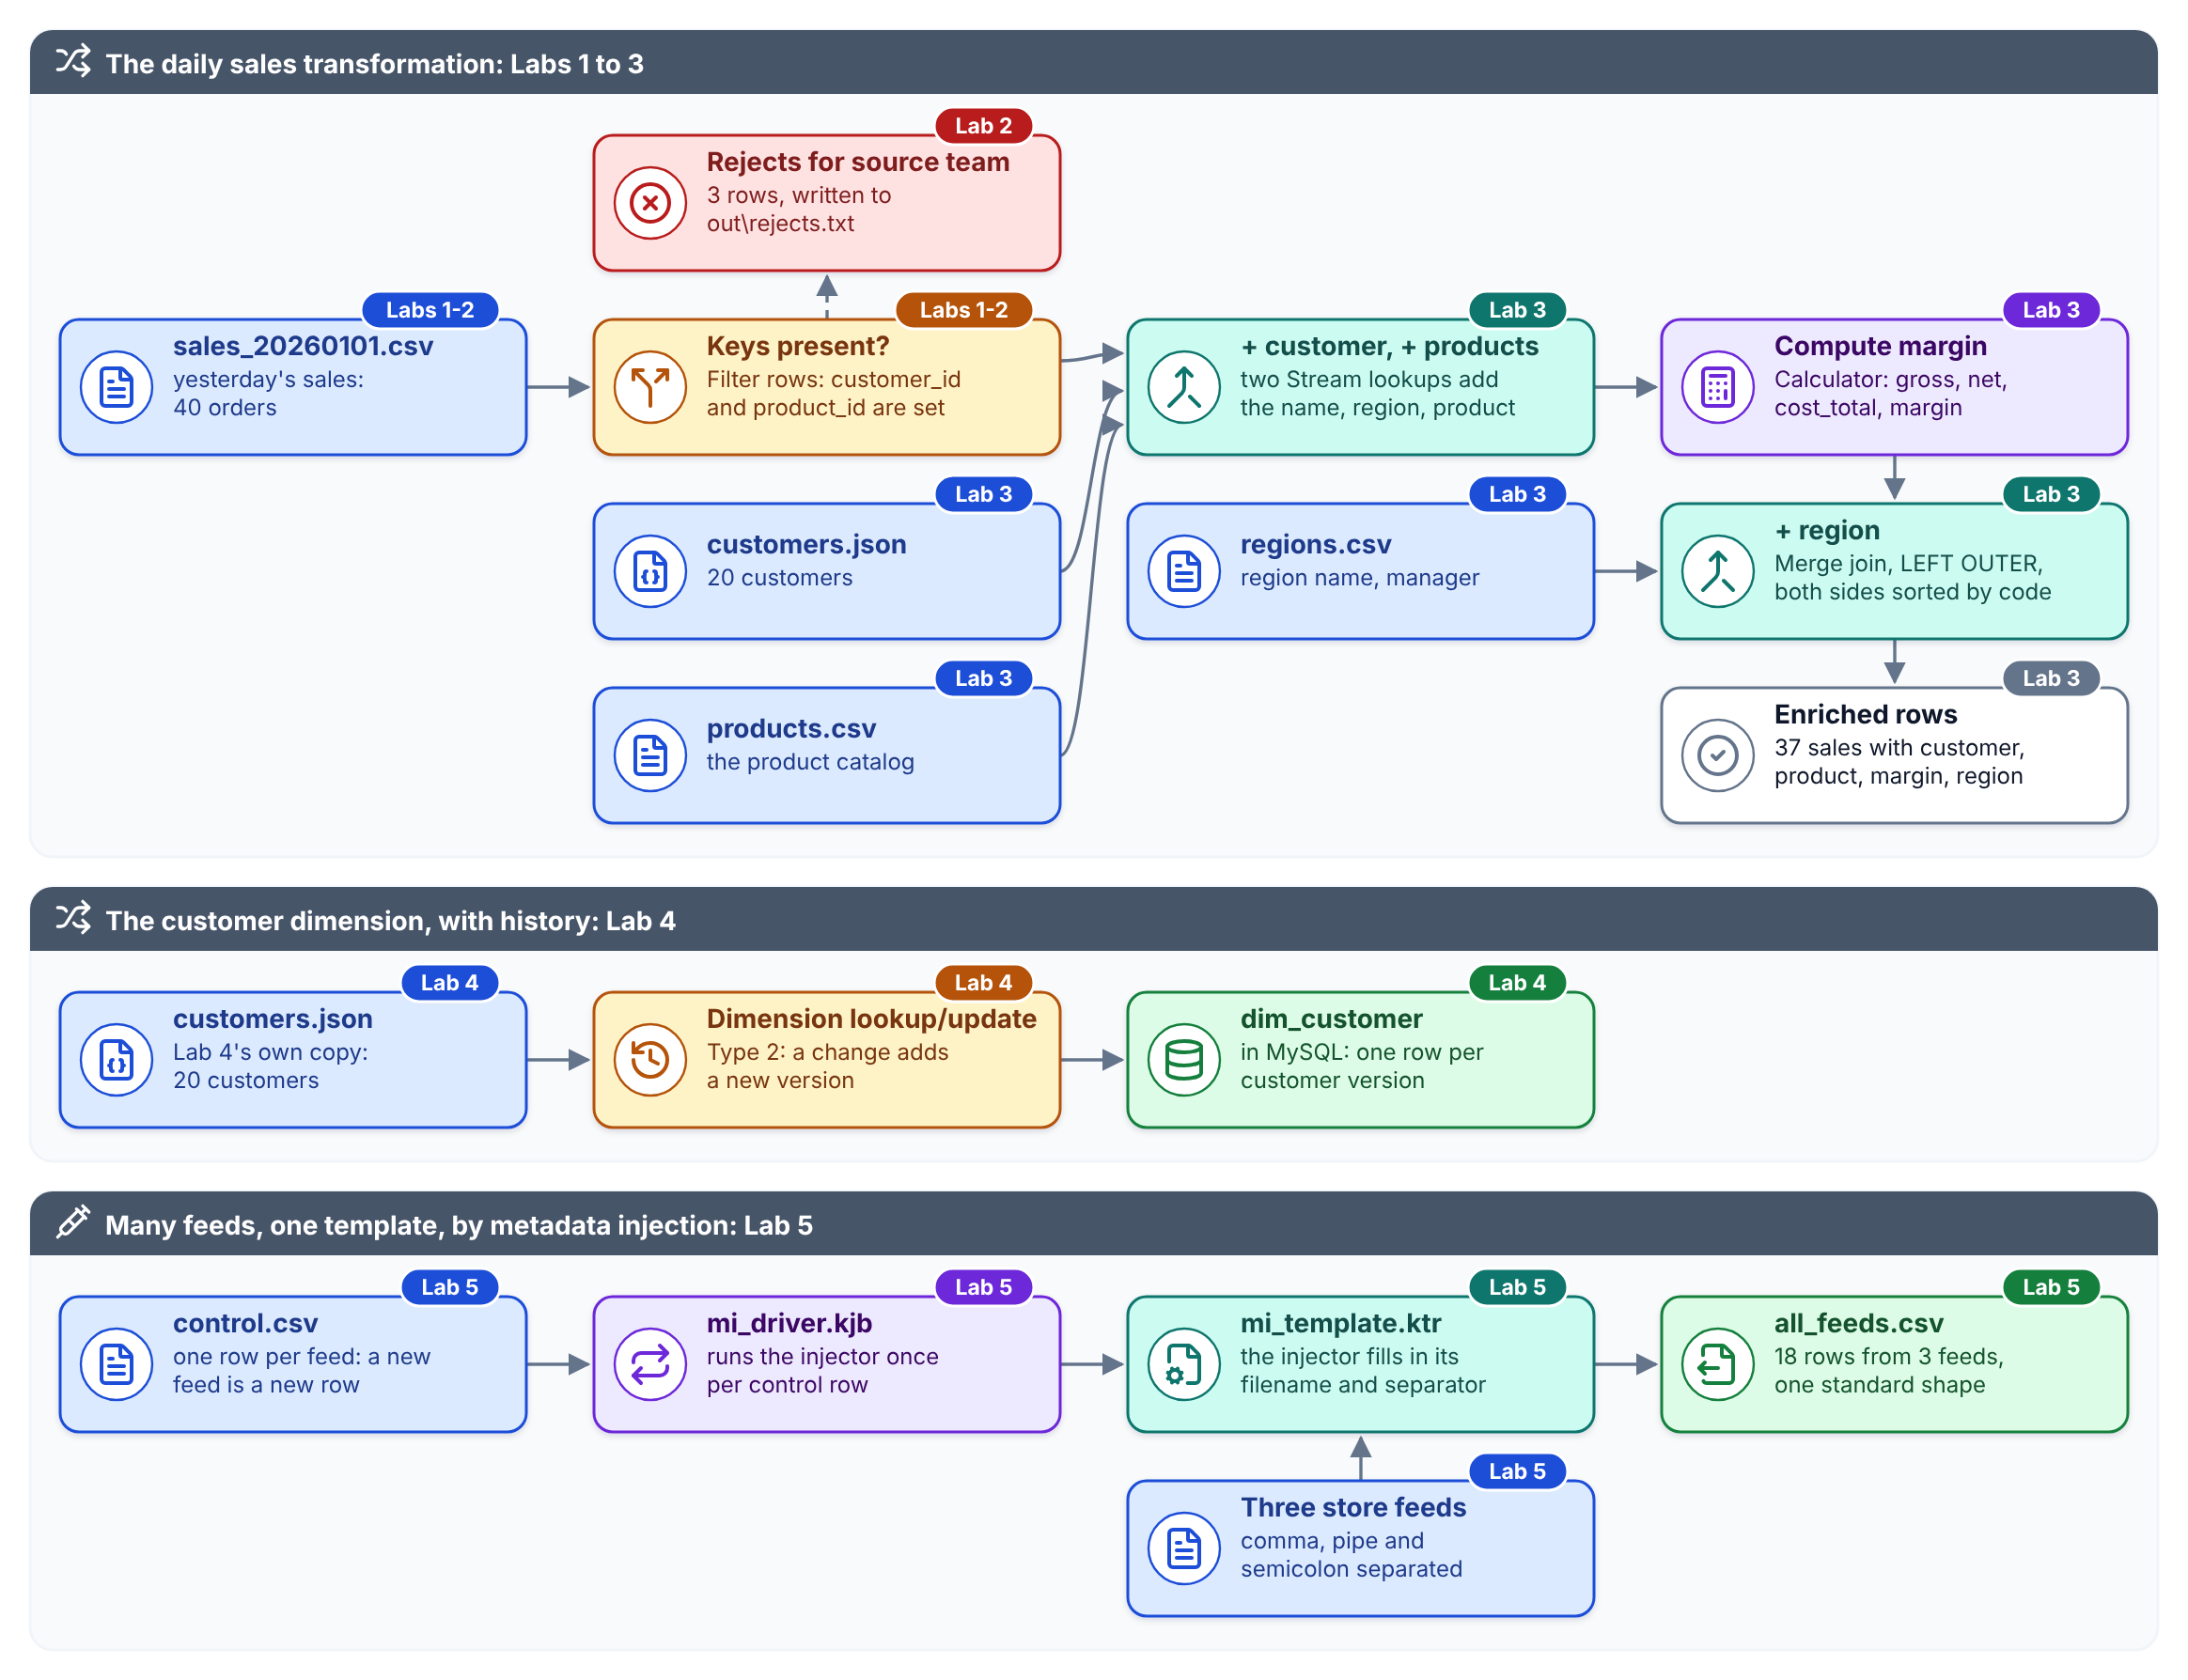 The daily sales transformation: Labs 1 to 3
Lab 2
Rejects for source team
3 rows, written to
out\rejects.txt
Labs 1-2
sales_20260101.csv
yesterday's sales:
40 orders
Labs 1-2
Keys present?
Filter rows: customer_id
and product_id are set
Lab 3
+ customer, + products
two Stream lookups add
the name, region, product
Lab 3
Compute margin
Calculator: gross, net,
cost_total, margin
Lab 3
customers.json
20 customers
Lab 3
regions.csv
region name, manager
Lab 3
+ region
Merge join, LEFT OUTER,
both sides sorted by code
Lab 3
products.csv
the product catalog
Lab 3
Enriched rows
37 sales with customer,
product, margin, region
The customer dimension, with history: Lab 4
Lab 4
customers.json
Lab 4's own copy:
20 customers
Lab 4
Dimension lookup/update
Type 2: a change adds
a new version
Lab 4
dim_customer
in MySQL: one row per
customer version
Many feeds, one template, by metadata injection: Lab 5
Lab 5
control.csv
one row per feed: a new
feed is a new row
Lab 5
mi_driver.kjb
runs the injector once
per control row
Lab 5
mi_template.ktr
the injector fills in its
filename and separator
Lab 5
all_feeds.csv
18 rows from 3 feeds,
one standard shape
Lab 5
Three store feeds
comma, pipe and
semicolon separated